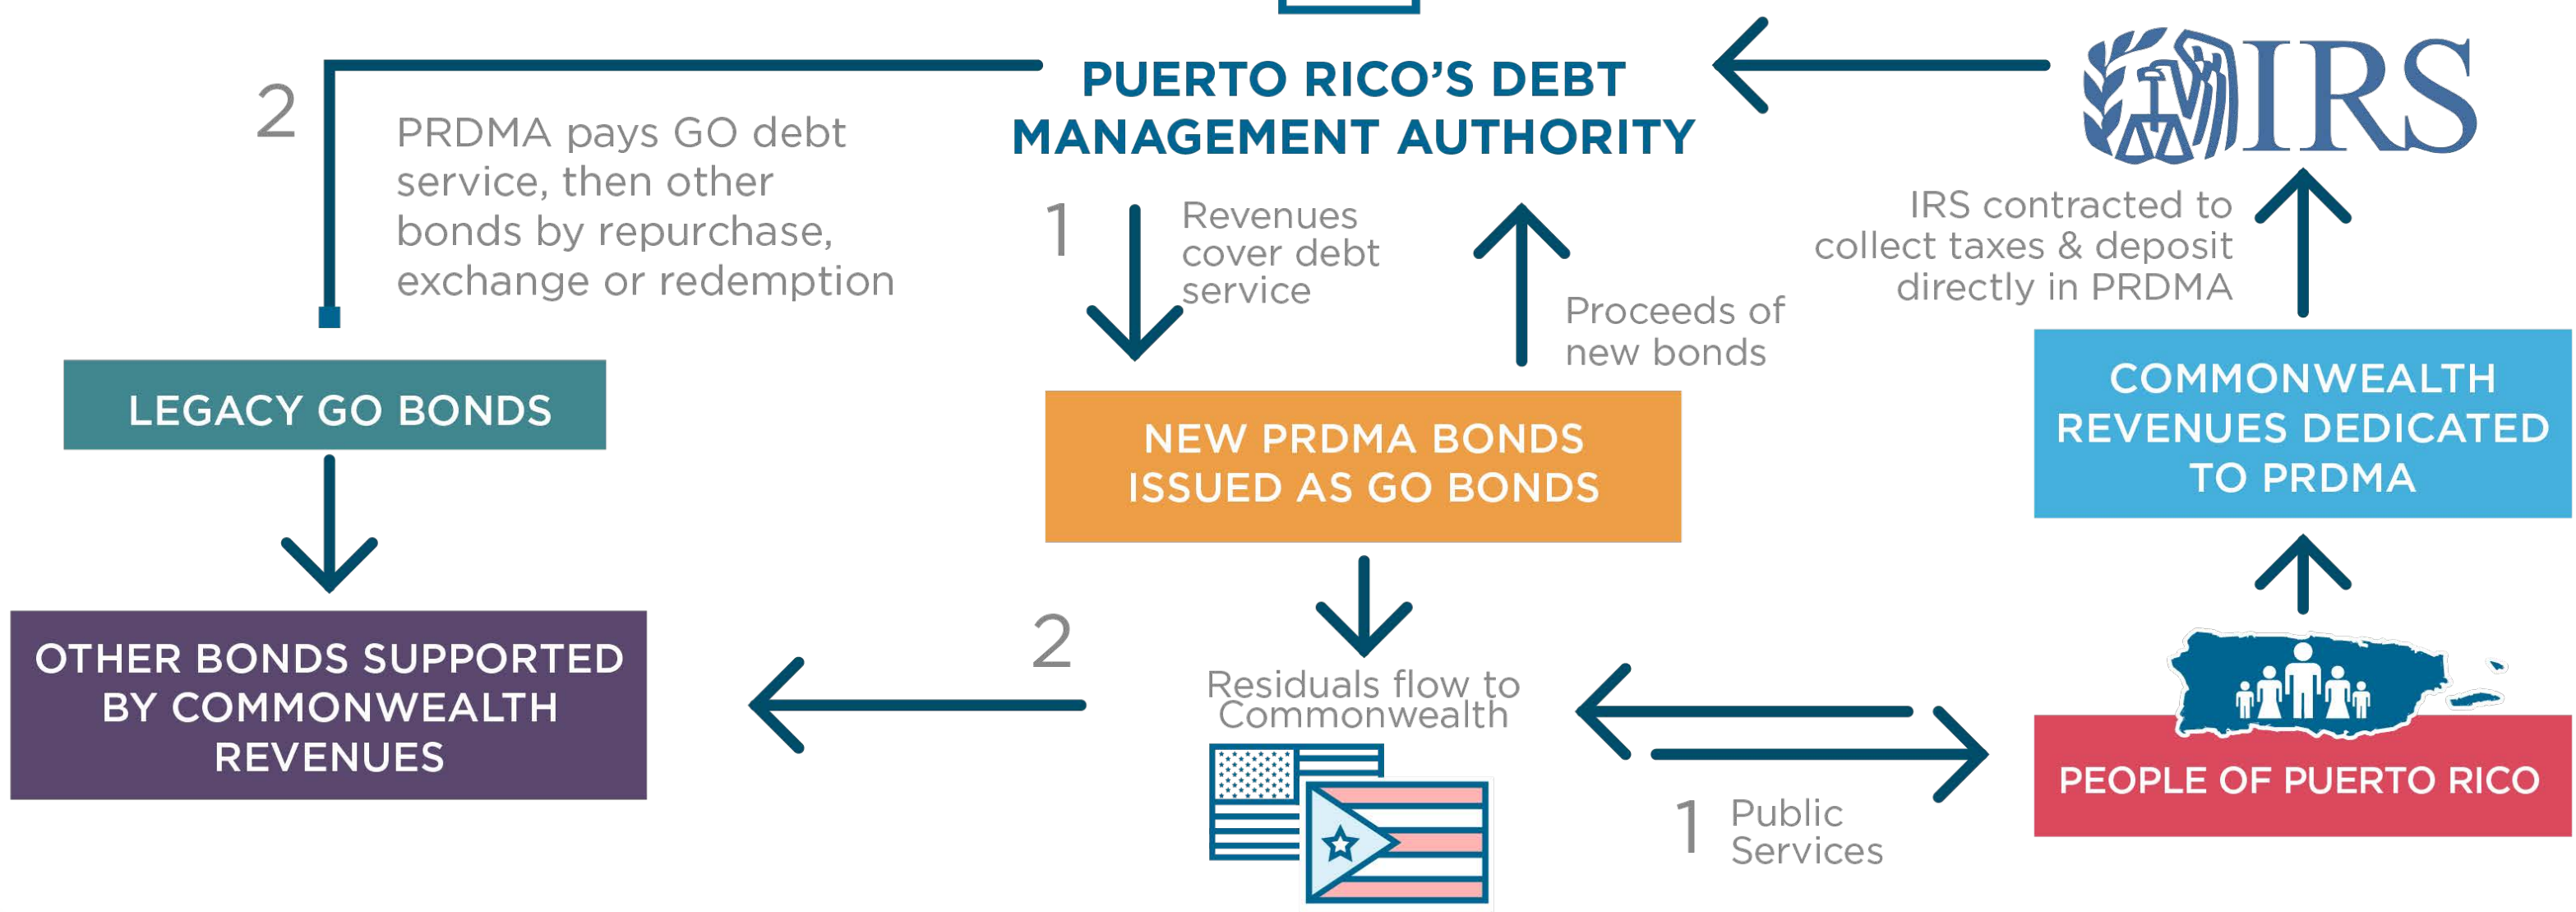 PUERTO RICO'S DEBT
MANAGEMENT AUTHORITY
IRS
2
PRDMA pays GO debt
service, then other
bonds by repurchase,
exchange or redemption
1
Revenues
cover debt
service
Proceeds of
new bonds
IRS contracted to
collect taxes & deposit
directly in PRDMA
LEGACY GO BONDS
NEW PRDMA BONDS
ISSUED AS GO BONDS
COMMONWEALTH
REVENUES DEDICATED
TO PRDMA
OTHER BONDS SUPPORTED
BY COMMONWEALTH
REVENUES
2
Residuals flow to
Commonwealth
1
Public
Services
PEOPLE OF PUERTO RICO